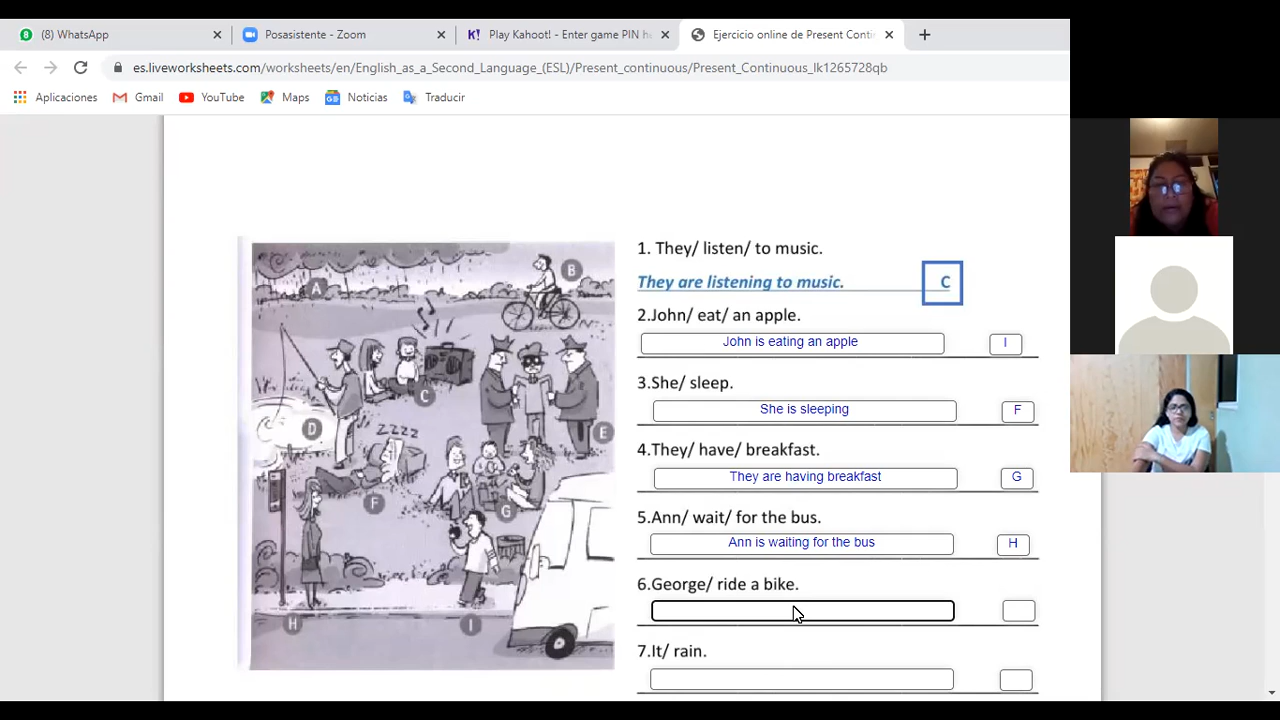 8 (8) WhatsApp
Posasistente - Zoom
K! Play Kahoot! - Enter game PIN h
Ejercicio online de Present Conti
es.liveworksheets.com/worksheets/en/English_as_a_Second_Language_(ESL)/Present_continuous/Present_Continuous_lk1265728qb
Aplicaciones
Gmail
YouTube
Maps
Noticias
Traducir
A
B
C
D
E
ZZZZ
F
G
H
I
1. They/ listen/ to music.
They are listening to music. C
2.John/ eat/ an apple.
John is eating an apple I
3.She/ sleep.
She is sleeping F
4.They/ have/ breakfast.
They are having breakfast G
5.Ann/ wait/ for the bus.
Ann is waiting for the bus H
6.George/ ride a bike.
7.It/ rain.